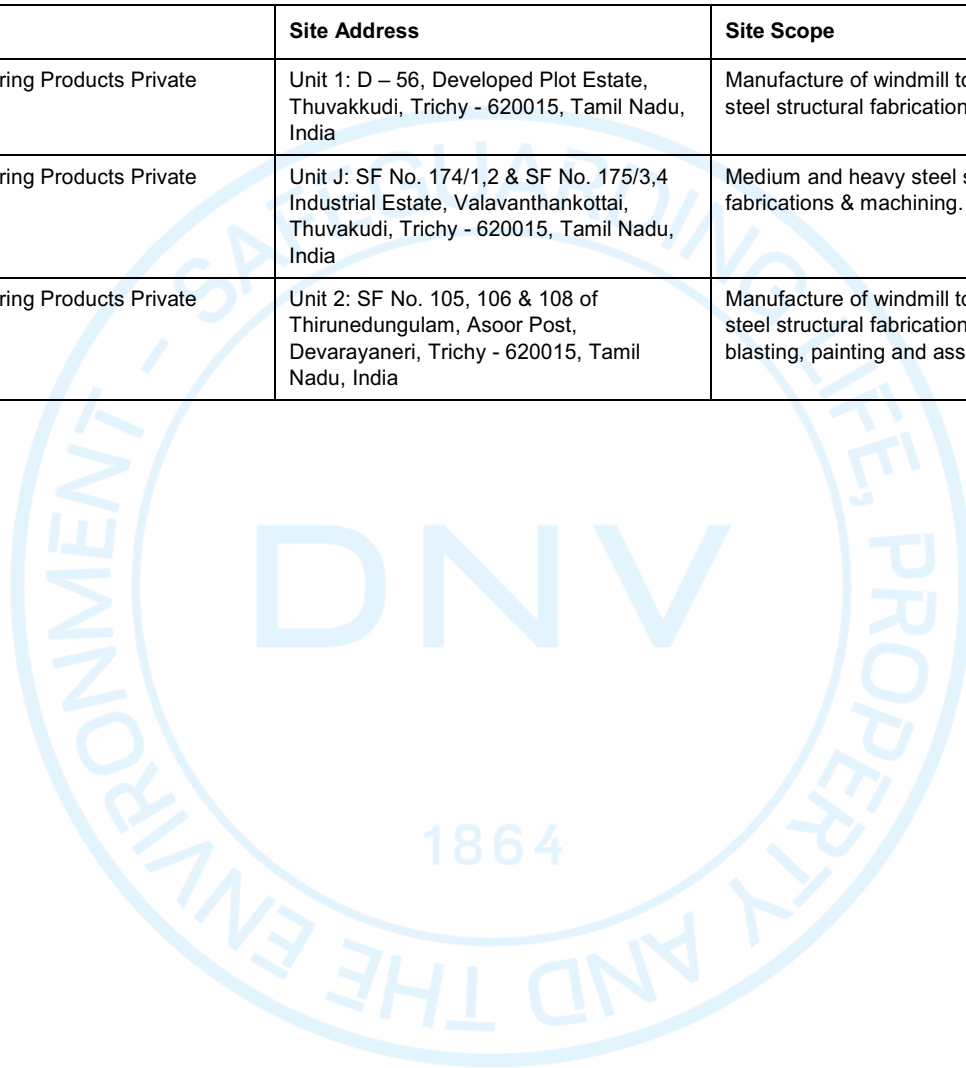 Site Address
Site Scope
ring Products Private
Unit 1: D – 56, Developed Plot Estate,
Thuvakkudi, Trichy - 620015, Tamil Nadu,
India
Manufacture of windmill to
steel structural fabrication
ring Products Private
Unit J: SF No. 174/1,2 & SF No. 175/3,4
Industrial Estate, Valavanthankottai,
Thuvakudi, Trichy - 620015, Tamil Nadu,
India
Medium and heavy steel s
fabrications & machining.
ring Products Private
Unit 2: SF No. 105, 106 & 108 of
Thirunedungulam, Asoor Post,
Devarayaneri, Trichy - 620015, Tamil
Nadu, India
Manufacture of windmill to
steel structural fabrication
blasting, painting and ass
SAFEGUARDING LIFE, PROPERTY AND THE ENVIRONMENT -
DNV
1864